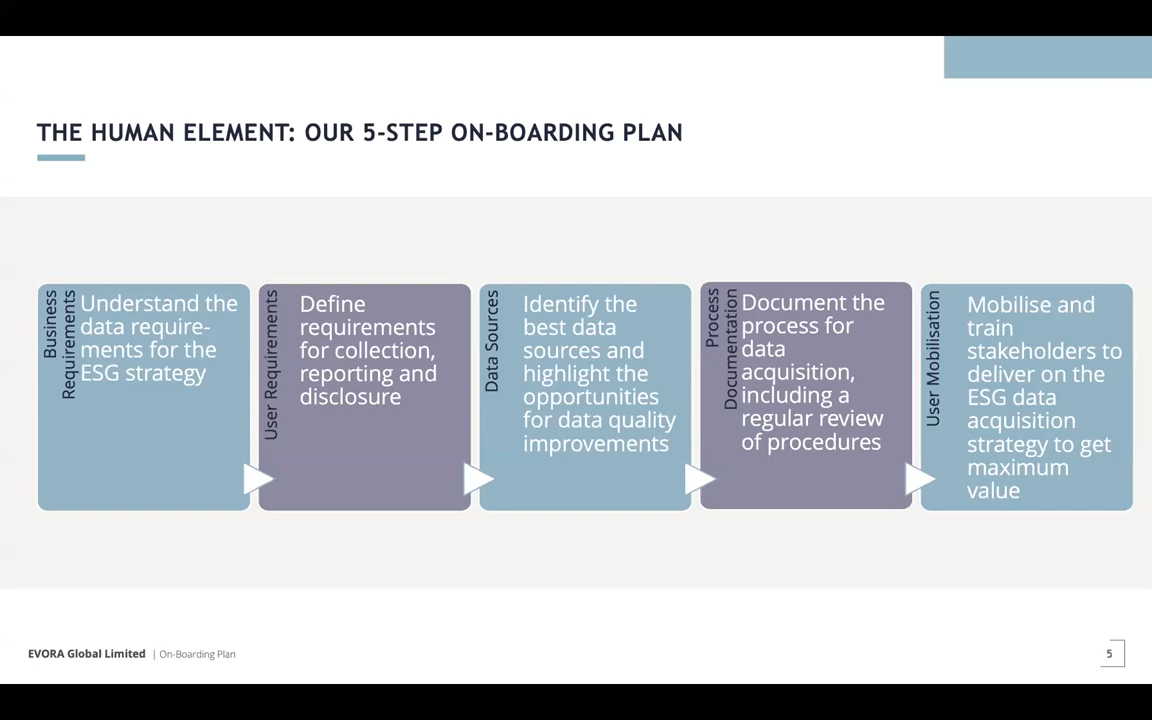 THE HUMAN ELEMENT: OUR 5-STEP ON-BOARDING PLAN
Business
Requirements
Understand the
data require-
ments for the
ESG strategy
User Requirements
Define
requirements
for collection,
reporting and
disclosure
Data Sources
Identify the
best data
sources and
highlight the
opportunities
for data quality
improvements
Process
Documentation
Document the
process for
data
acquisition,
including a
regular review
of procedures
User Mobilisation
Mobilise and
train
stakeholders to
deliver on the
ESG data
acquisition
strategy to get
maximum
value
EVORA Global Limited | On-Boarding Plan
5